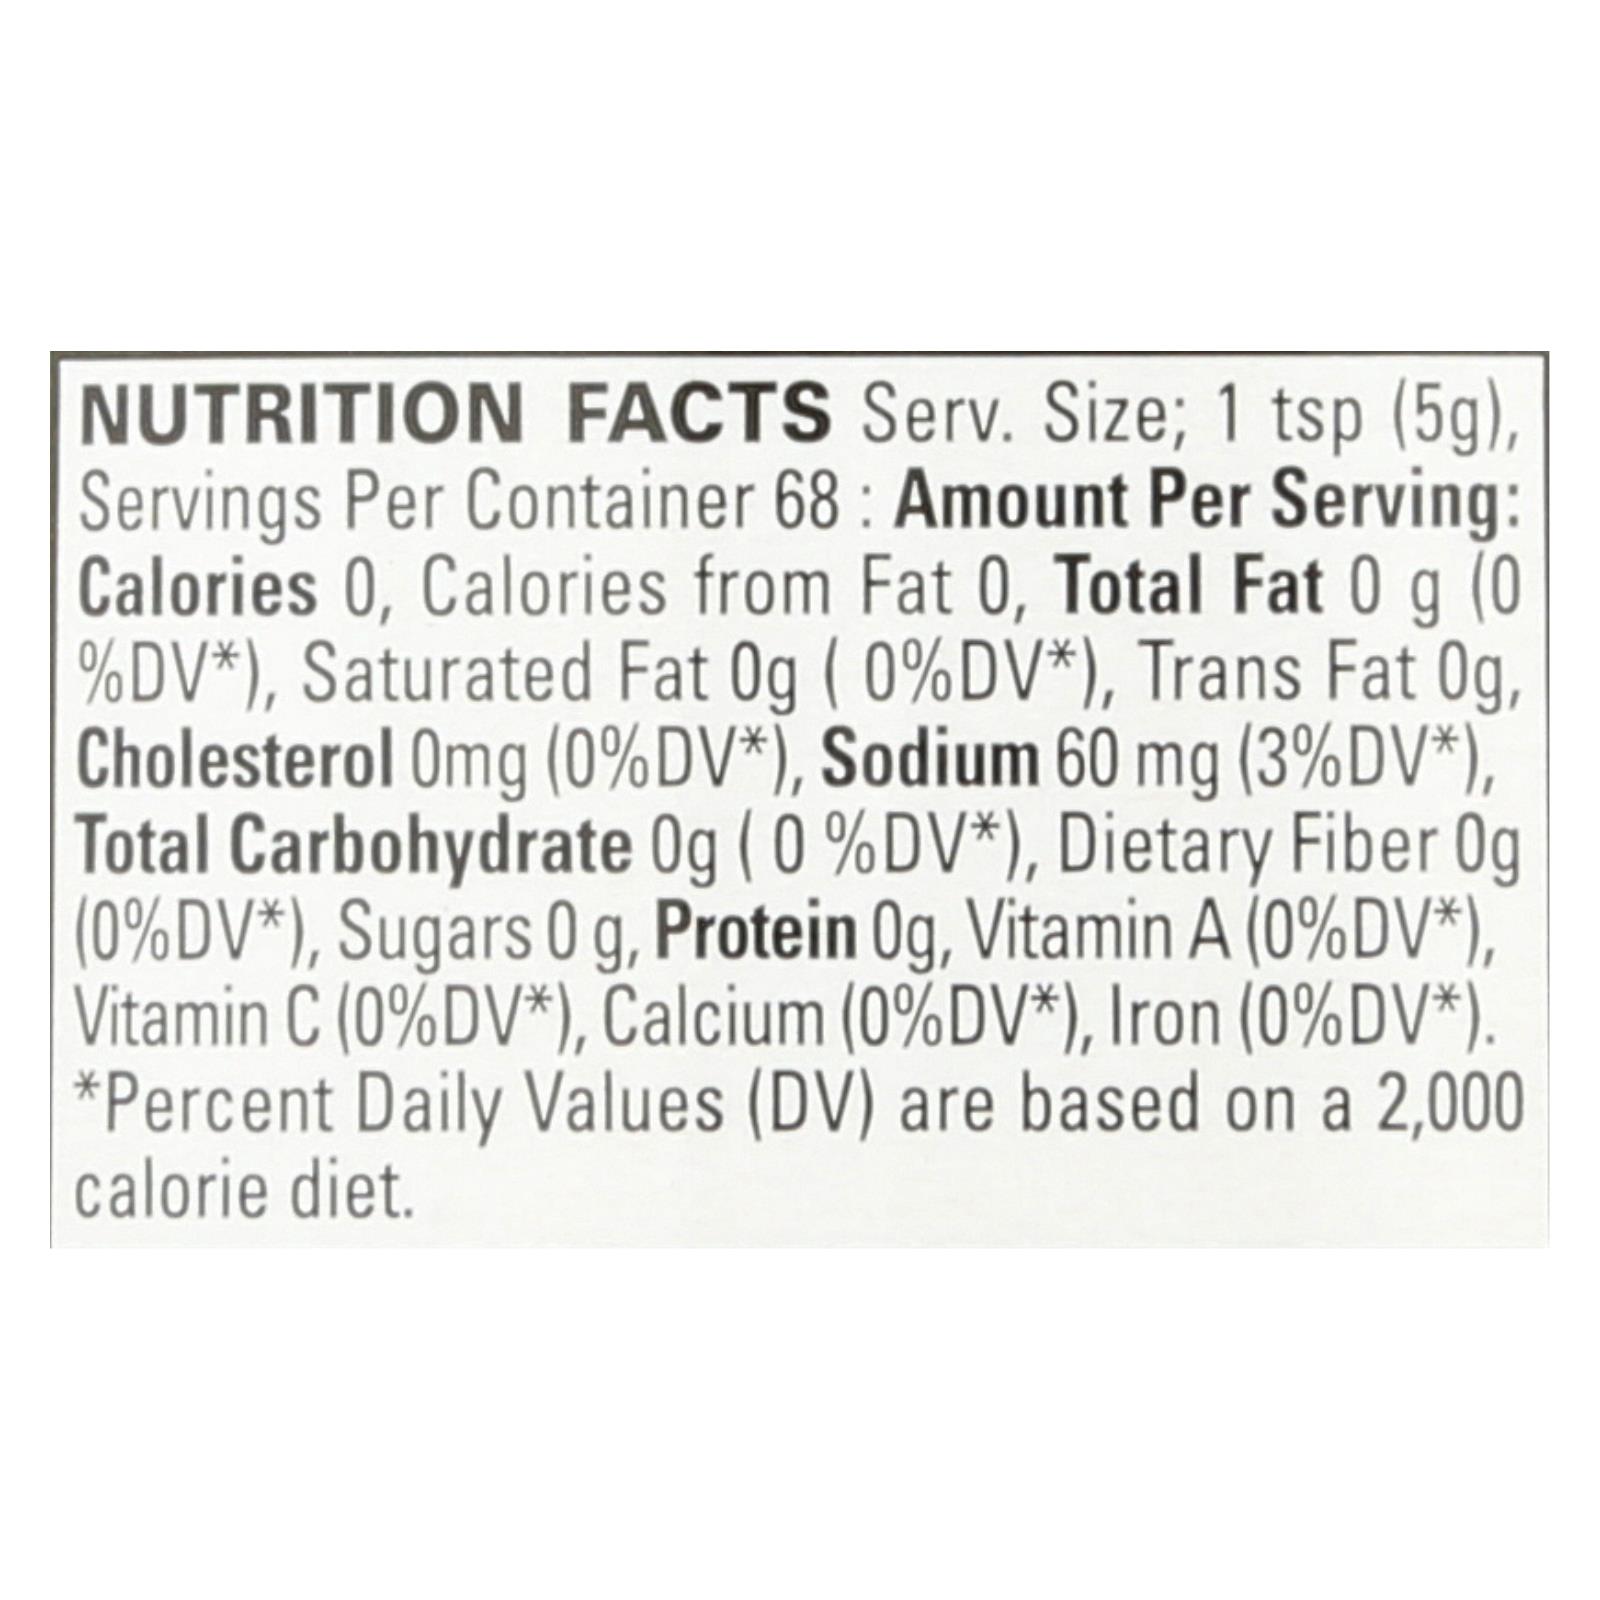 NUTRITION FACTS Serv. Size; 1 tsp (5g),
Servings Per Container 68 : Amount Per Serving:
Calories 0, Calories from Fat 0, Total Fat 0 g (0
%DV*), Saturated Fat 0g ( 0%DV*), Trans Fat 0g,
Cholesterol 0mg (0%DV*), Sodium 60 mg (3%DV*),
Total Carbohydrate 0g ( 0 %DV*), Dietary Fiber 0g
(0%DV*), Sugars 0 g, Protein 0g, Vitamin A (0%DV*),
Vitamin C (0%DV*), Calcium (0%DV*), Iron (0%DV*).
*Percent Daily Values (DV) are based on a 2,000
calorie diet.